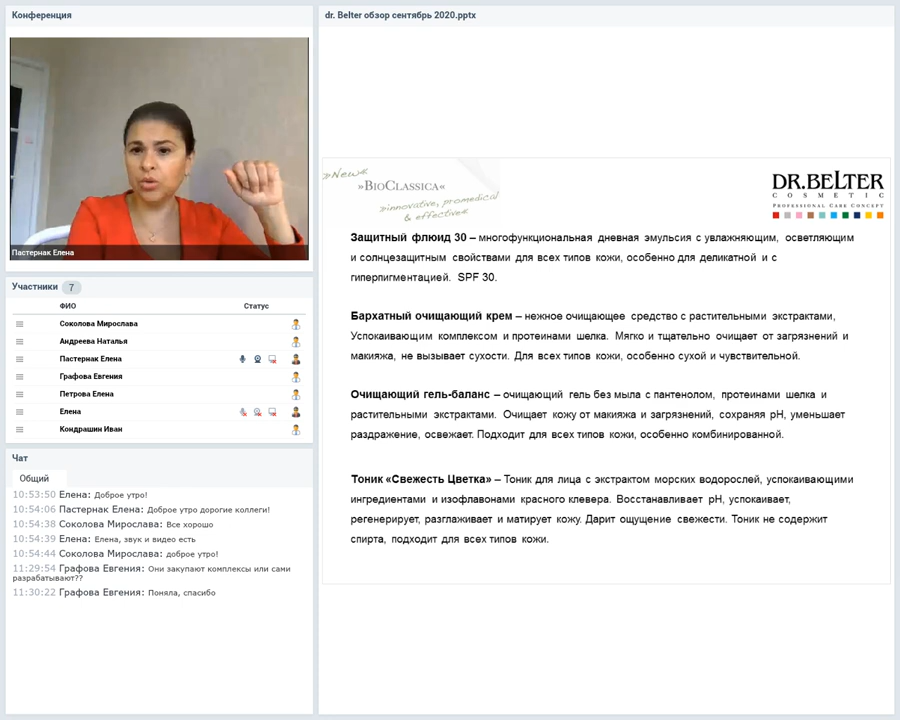 Конференция
Пастернак Елена
Участники 7
ФИО Статус
Соколова Мирослава
Андреева Наталья
Пастернак Елена
Графова Евгения
Петрова Елена
Елена
Кондрашин Иван
Чат
Общий
10:53:50 Елена: Доброе утро!
10:54:06 Пастернак Елена: Доброе утро дорогие коллеги!
10:54:38 Соколова Мирослава: Все хорошо
10:54:39 Елена: Елена, звук и видео есть
10:54:44 Соколова Мирослава: доброе утро!
11:29:54 Графова Евгения: Они закупают комплексы или сами
разрабатывают??
11:30:22 Графова Евгения: Поняла, спасибо
dr. Belter обзор сентябрь 2020.pptx
»New«
»BioClassica«
»innovative, promedical
& effective«
DR.BELTER
COSMETIC
Professional Care Concept
Защитный флюид 30 – многофункциональная дневная эмульсия с увлажняющим, осветляющим
и солнцезащитным свойствами для всех типов кожи, особенно для деликатной и с
гиперпигментацией. SPF 30.
Бархатный очищающий крем – нежное очищающее средство с растительными экстрактами,
Успокаивающим комплексом и протеинами шелка. Мягко и тщательно очищает от загрязнений и
макияжа, не вызывает сухости. Для всех типов кожи, особенно сухой и чувствительной.
Очищающий гель-баланс – очищающий гель без мыла с пантенолом, протеинами шелка и
растительными экстрактами. Очищает кожу от макияжа и загрязнений, сохраняя pH, уменьшает
раздражение, освежает. Подходит для всех типов кожи, особенно комбинированной.
Тоник «Свежесть Цветка» – Тоник для лица с экстрактом морских водорослей, успокаивающими
ингредиентами и изофлавонами красного клевера. Восстанавливает pH, успокаивает,
регенерирует, разглаживает и матирует кожу. Дарит ощущение свежести. Тоник не содержит
спирта, подходит для всех типов кожи.